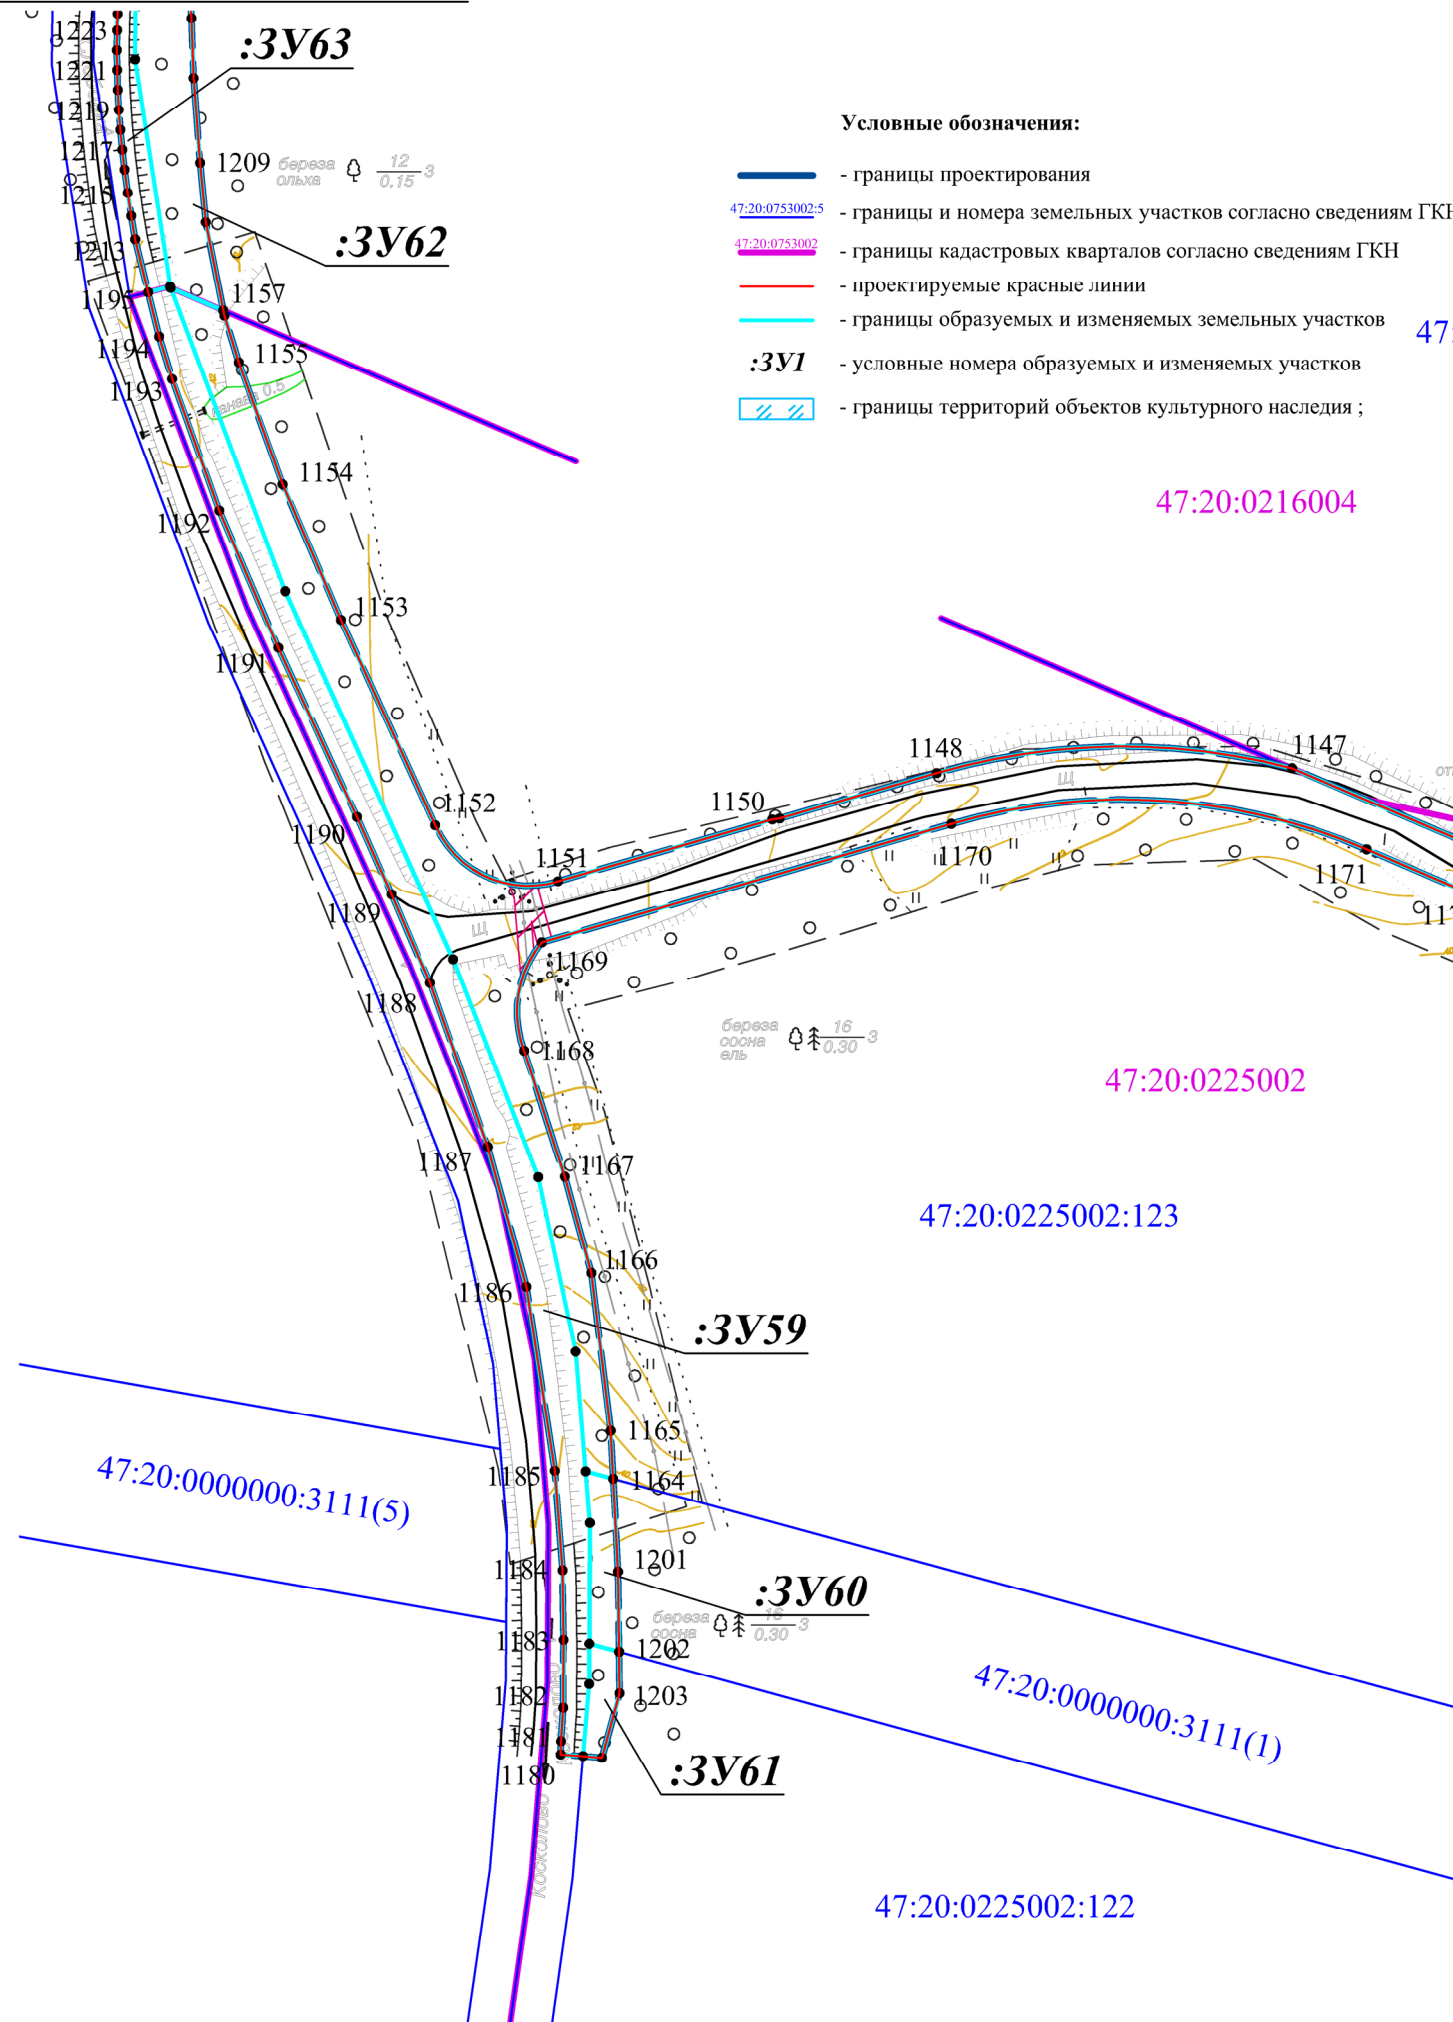 1223
:ЗУ63
1221
1219
1217
1215
1213
1209
береза
ольха
12
0.15
3
:ЗУ62
Условные обозначения:
- границы проектирования
47:20:0753002:5
- границы и номера земельных участков согласно сведениям ГКН
47:20:0753002
- границы кадастровых кварталов согласно сведениям ГКН
- проектируемые красные линии
- границы образуемых и изменяемых земельных участков
:ЗУ1
- условные номера образуемых и изменяемых участков
- границы территорий объектов культурного наследия ;
47:
1195
1157
1194
1155
1193
канава 0.5
1154
47:20:0216004
1192
1153
1191
1148
1147
от
Щ
1152
1150
1190
1151
1170
1171
1189
117
Щ
1169
1188
1168
береза
сосна
ель
16
0.30
3
47:20:0225002
1187
1167
47:20:0225002:123
1166
1186
:ЗУ59
1165
1185
1164
47:20:0000000:3111(5)
1184
1201
:ЗУ60
береза
сосна
16
0.30
3
1183
1202
1182
1203
47:20:0000000:3111(1)
1181
1180
:ЗУ61
Косколово
Косколово
47:20:0225002:122